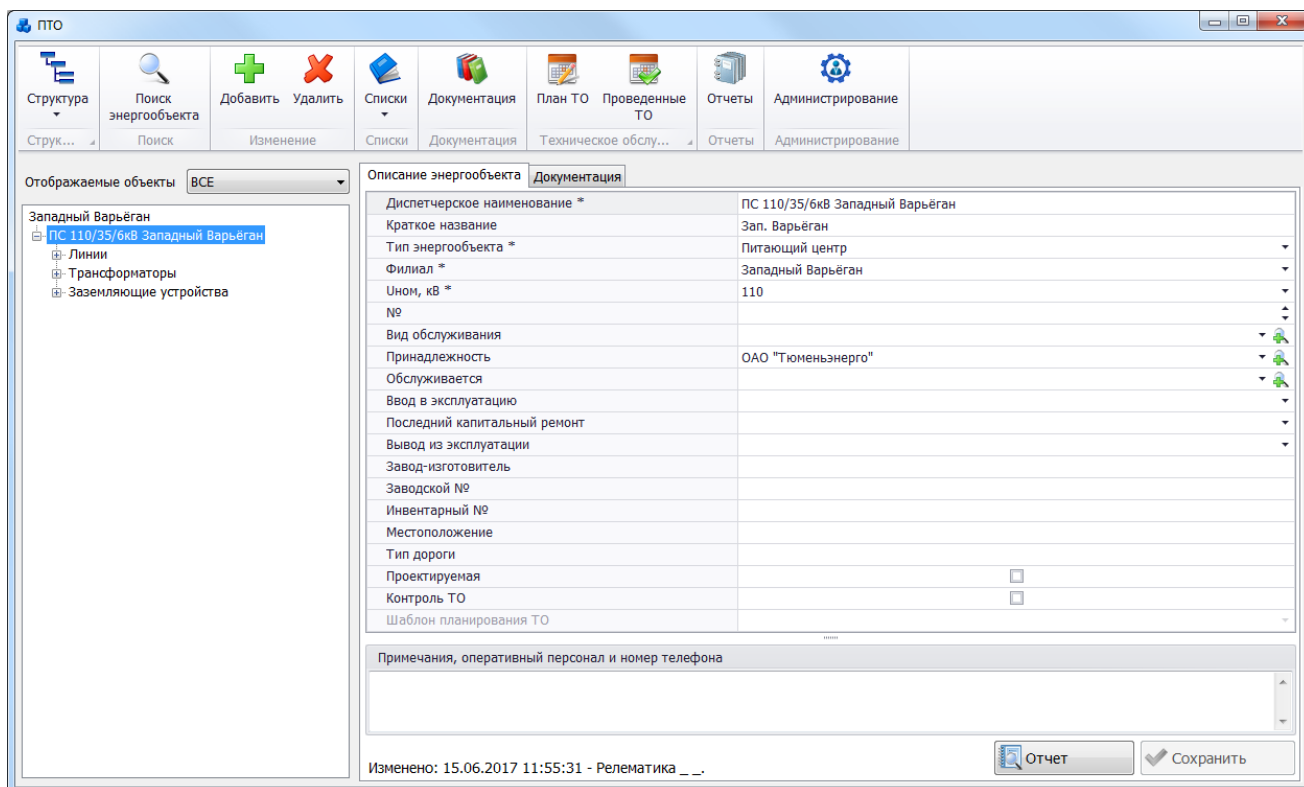 ПТО
Структура
Поиск
энергообъекта
Добавить
Удалить
Списки
Документация
План ТО
Проведенные
ТО
Отчеты
Администрирование
Струк...
Поиск
Изменение
Списки
Документация
Техническое обслу...
Отчеты
Администрирование
Отображаемые объекты ВСЕ
Западный Варьёган
ПС 110/35/6кВ Западный Варьёган
Линии
Трансформаторы
Заземляющие устройства
Описание энергообъекта Документация
Диспетчерское наименование * ПС 110/35/6кВ Западный Варьёган
Краткое название Зап. Варьёган
Тип энергообъекта * Питающий центр
Филиал * Западный Варьёган
Uном, кВ * 110
№
Вид обслуживания
Принадлежность ОАО "Тюменьэнерго"
Обслуживается
Ввод в эксплуатацию
Последний капитальный ремонт
Вывод из эксплуатации
Завод-изготовитель
Заводской №
Инвентарный №
Местоположение
Тип дороги
Проектируемая
Контроль ТО
Шаблон планирования ТО
Примечания, оперативный персонал и номер телефона
Изменено: 15.06.2017 11:55:31 - Релематика _ _.
Отчет
Сохранить